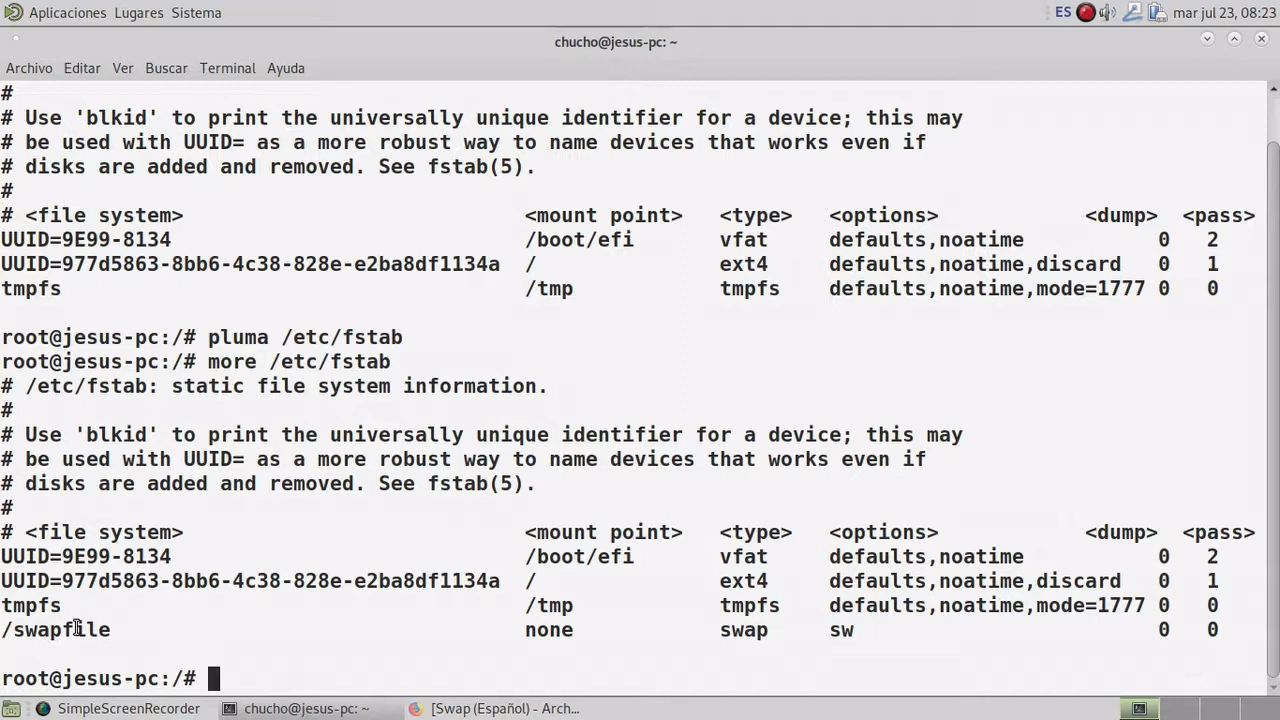 Aplicaciones Lugares Sistema ES mar jul 23, 08:23
chucho@jesus-pc: ~
Archivo Editar Ver Buscar Terminal Ayuda
#
# Use 'blkid' to print the universally unique identifier for a device; this may
# be used with UUID= as a more robust way to name devices that works even if
# disks are added and removed. See fstab(5).
#
# <file system> <mount point> <type> <options> <dump> <pass>
UUID=9E99-8134 /boot/efi vfat defaults,noatime 0 2
UUID=977d5863-8bb6-4c38-828e-e2ba8df1134a / ext4 defaults,noatime,discard 0 1
tmpfs /tmp tmpfs defaults,noatime,mode=1777 0 0
root@jesus-pc:/# pluma /etc/fstab
root@jesus-pc:/# more /etc/fstab
# /etc/fstab: static file system information.
#
# Use 'blkid' to print the universally unique identifier for a device; this may
# be used with UUID= as a more robust way to name devices that works even if
# disks are added and removed. See fstab(5).
#
# <file system> <mount point> <type> <options> <dump> <pass>
UUID=9E99-8134 /boot/efi vfat defaults,noatime 0 2
UUID=977d5863-8bb6-4c38-828e-e2ba8df1134a / ext4 defaults,noatime,discard 0 1
tmpfs /tmp tmpfs defaults,noatime,mode=1777 0 0
/swapfile none swap sw 0 0
root@jesus-pc:/#
SimpleScreenRecorder chucho@jesus-pc: ~ [Swap (Español) - Arch...